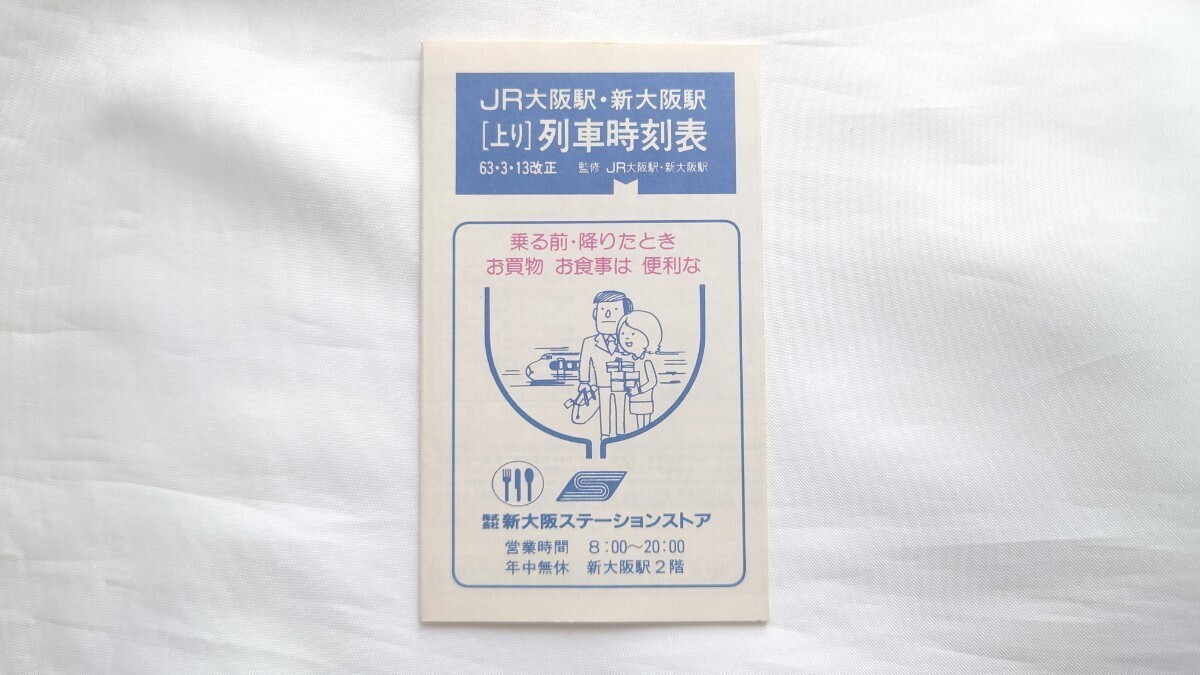 JR大阪駅・新大阪駅
[上り]列車時刻表
63・3・13改正 監修 JR大阪駅・新大阪駅
乗る前・降りたとき
お買物 お食事は 便利な
株式会社 新大阪ステーションストア
営業時間 8:00〜20:00
年中無休 新大阪駅2階